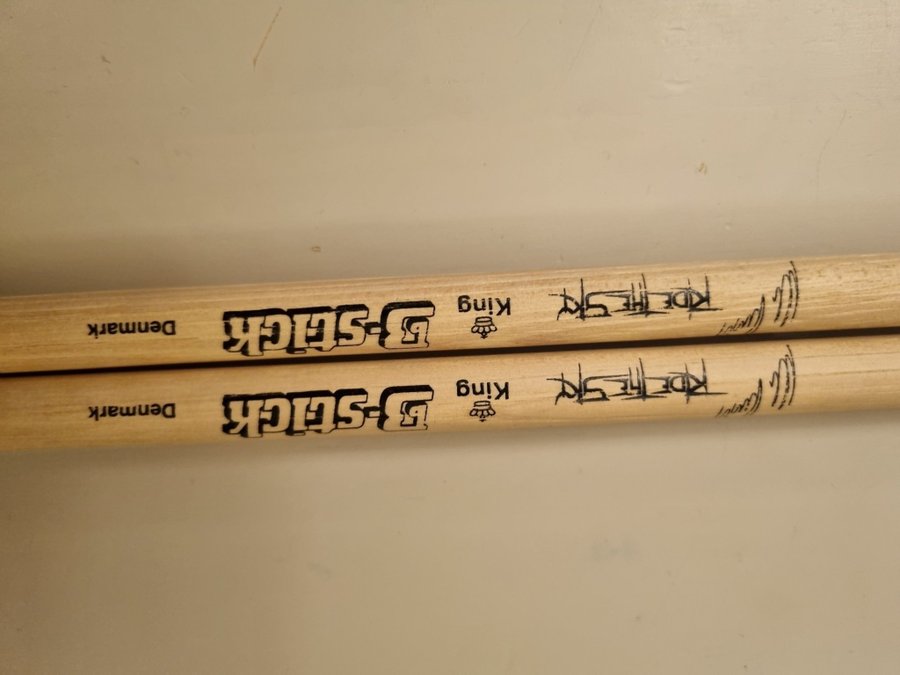 RIDE THE SKY
King
G-stick
Denmark
King
RIDE THE SKY
G-stick
Denmark